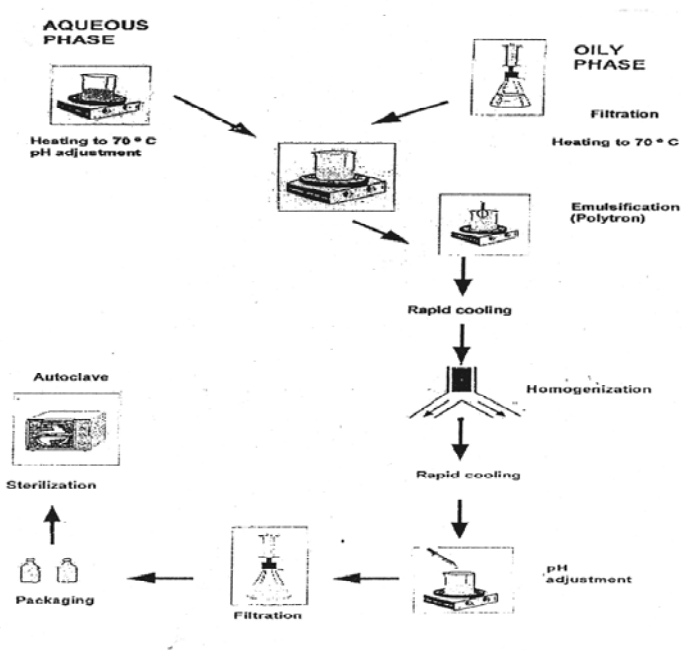 AQUEOUS
PHASE
OILY
PHASE
Filtration
Heating to 70 ° C
pH adjustment
Heating to 70 ° C
Emulsification
(Polytron)
Rapid cooling
Homogenization
Autoclave
Rapid cooling
Sterilization
pH
adjustment
Packaging
Filtration